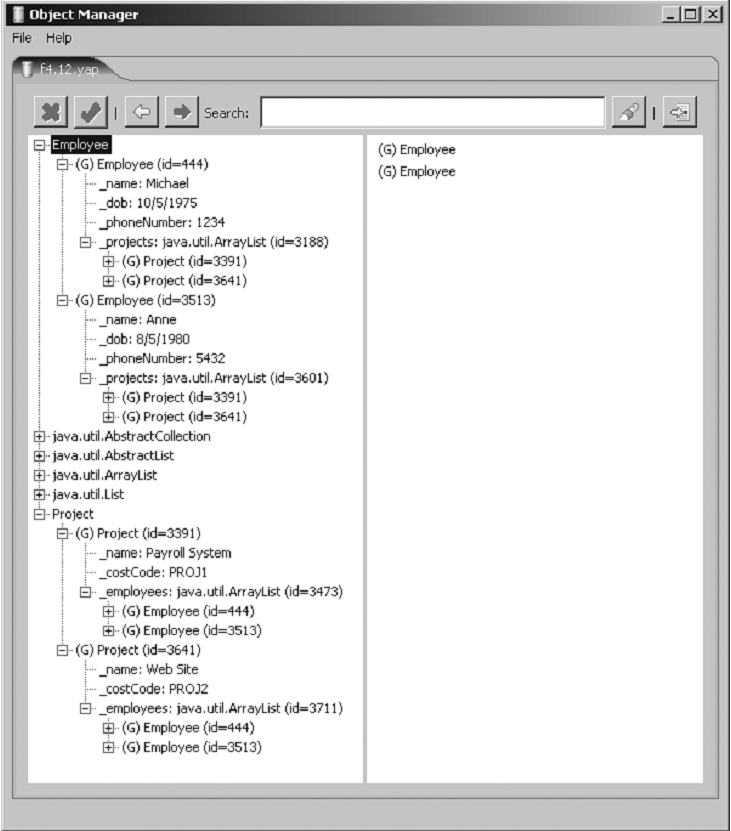 Object Manager
File Help
f4.12.yap
Search:
Employee
(G) Employee (id=444)
_name: Michael
_dob: 10/5/1975
_phoneNumber: 1234
_projects: java.util.ArrayList (id=3188)
(G) Project (id=3391)
(G) Project (id=3641)
(G) Employee (id=3513)
_name: Anne
_dob: 8/5/1980
_phoneNumber: 5432
_projects: java.util.ArrayList (id=3601)
(G) Project (id=3391)
(G) Project (id=3641)
java.util.AbstractCollection
java.util.AbstractList
java.util.ArrayList
java.util.List
Project
(G) Project (id=3391)
_name: Payroll System
_costCode: PROJ1
_employees: java.util.ArrayList (id=3473)
(G) Employee (id=444)
(G) Employee (id=3513)
(G) Project (id=3641)
_name: Web Site
_costCode: PROJ2
_employees: java.util.ArrayList (id=3711)
(G) Employee (id=444)
(G) Employee (id=3513)
(G) Employee
(G) Employee